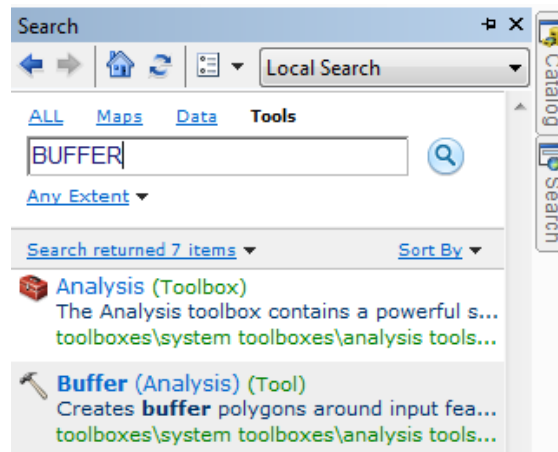 Search
Local Search
ALL Maps Data Tools
BUFFER
Any Extent
Search returned 7 items Sort By
Analysis (Toolbox)
The Analysis toolbox contains a powerful s...
toolboxes\system toolboxes\analysis tools...
Buffer (Analysis) (Tool)
Creates buffer polygons around input fea...
toolboxes\system toolboxes\analysis tools...
Catalog
Search